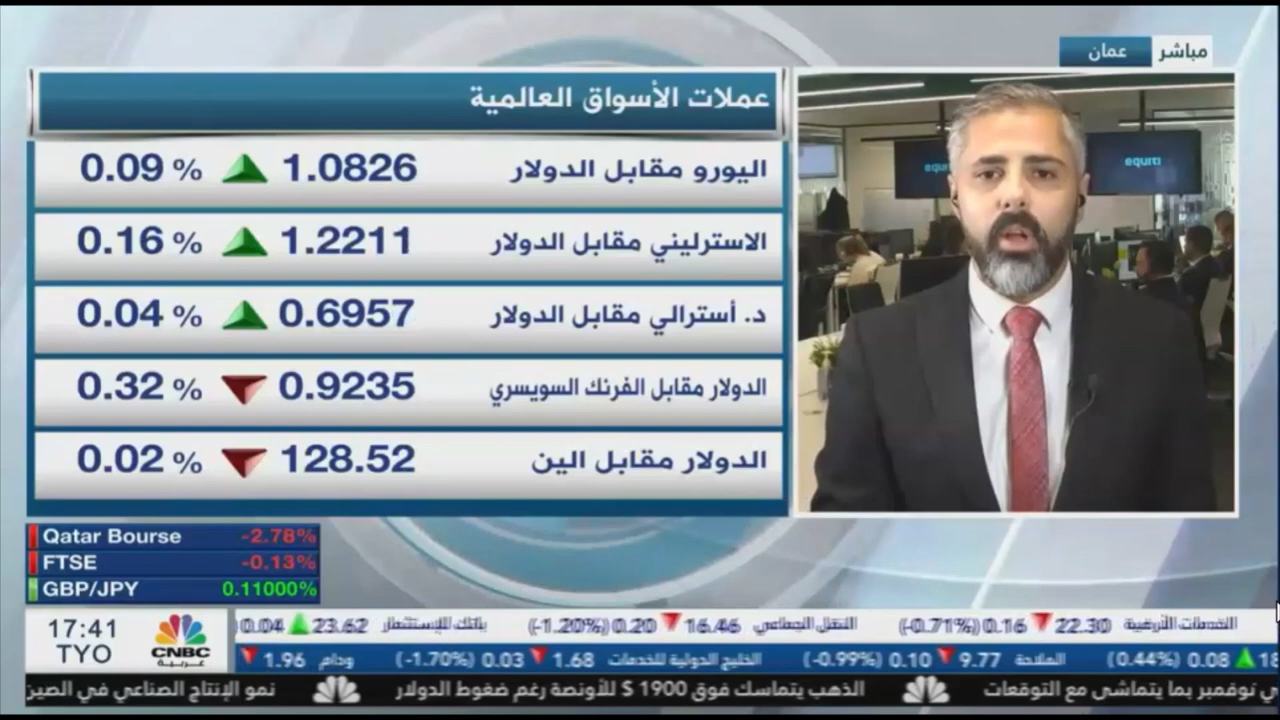 مباشر عمان
عملات الأسواق العالمية
اليورو مقابل الدولار 1.0826 ▲ 0.09 %
الاسترليني مقابل الدولار 1.2211 ▲ 0.16 %
د. أسترالي مقابل الدولار 0.6957 ▲ 0.04 %
الدولار مقابل الفرنك السويسري 0.9235 ▼ 0.32 %
الدولار مقابل الين 128.52 ▼ 0.02 %
equiti
equiti
Qatar Bourse -2.78%
FTSE -0.13%
GBP/JPY 0.11000%
17:41
TYO
CNBC
عربية
الخدمات الأرضية 22.30 ▼ 0.16 (-0.71%) النقل الجماعي 16.46 ▼ 0.20 (-1.20%) باتك للإستثمار 23.62 ▲ 0.04
18 ▲ 0.08 (0.44%) الملاحة 9.77 ▼ 0.10 (-0.99%) الخليج الدولية للخدمات 1.68 ▼ 0.03 (-1.70%) ودام 1.96 ▼
في نوفمبر بما يتماشى مع التوقعات الذهب يتماسك فوق 1900 $ للأونصة رغم ضغوط الدولار نمو الإنتاج الصناعي في الصين